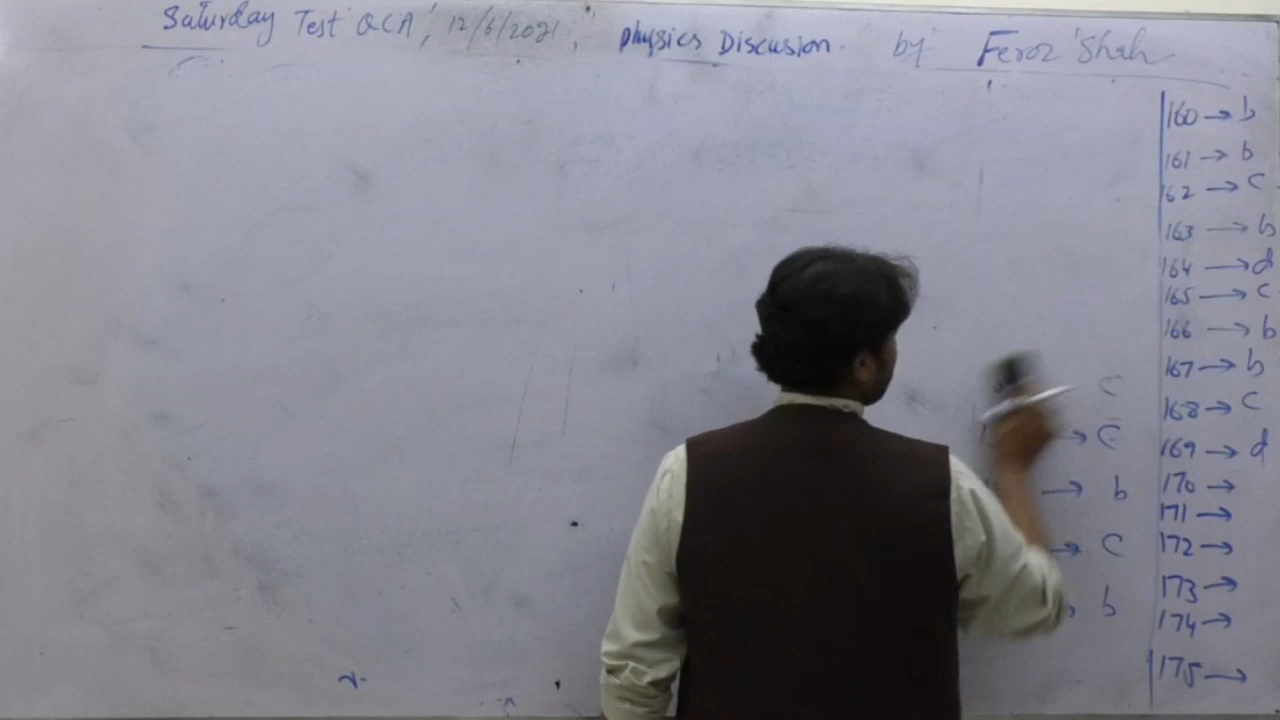 Saturday Test QCA, 12/6/2021, physics Discusion. by Feroz Shah
160 → b
161 → b
162 → C
163 → b
164 → d
165 → C
166 → b
167 → b
168 → C
169 → d
170 →
171 →
172 →
173 →
174 →
175 →
C
→ C
→ b
→ C
b